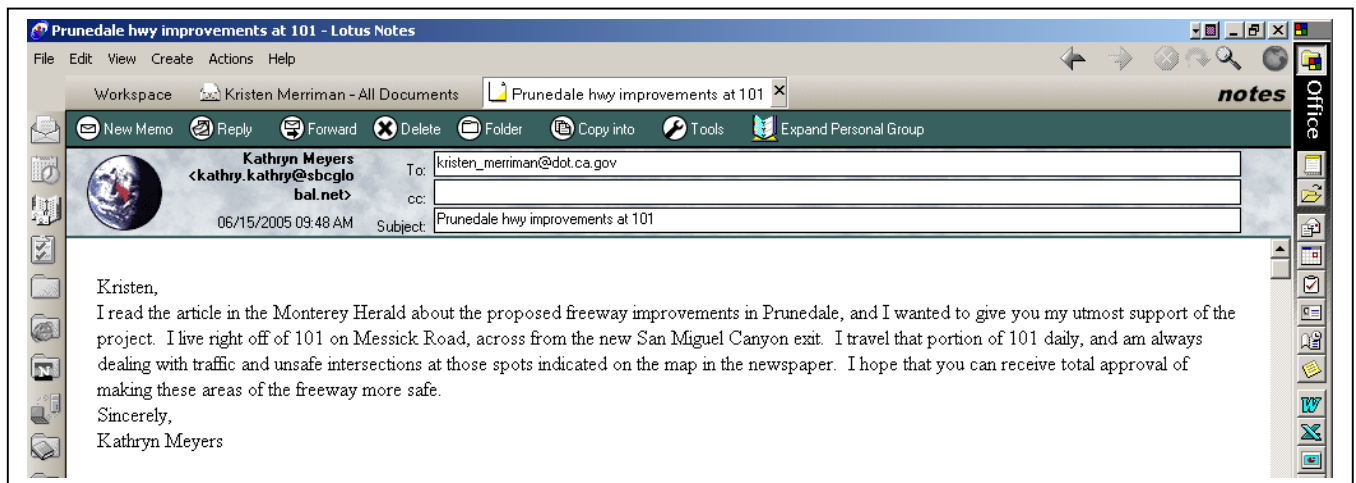 Prunedale hwy improvements at 101 - Lotus Notes
File Edit View Create Actions Help
Workspace Kristen Merriman - All Documents Prunedale hwy improvements at 101
notes
Office
New Memo Reply Forward Delete Folder Copy into Tools Expand Personal Group
Kathryn Meyers
<kathry.kathry@sbcglo
bal.net>
06/15/2005 09:48 AM
To: kristen_merriman@dot.ca.gov
cc:
Subject: Prunedale hwy improvements at 101
Kristen,
I read the article in the Monterey Herald about the proposed freeway improvements in Prunedale, and I wanted to give you my utmost support of the
project. I live right off of 101 on Messick Road, across from the new San Miguel Canyon exit. I travel that portion of 101 daily, and am always
dealing with traffic and unsafe intersections at those spots indicated on the map in the newspaper. I hope that you can receive total approval of
making these areas of the freeway more safe.
Sincerely,
Kathryn Meyers